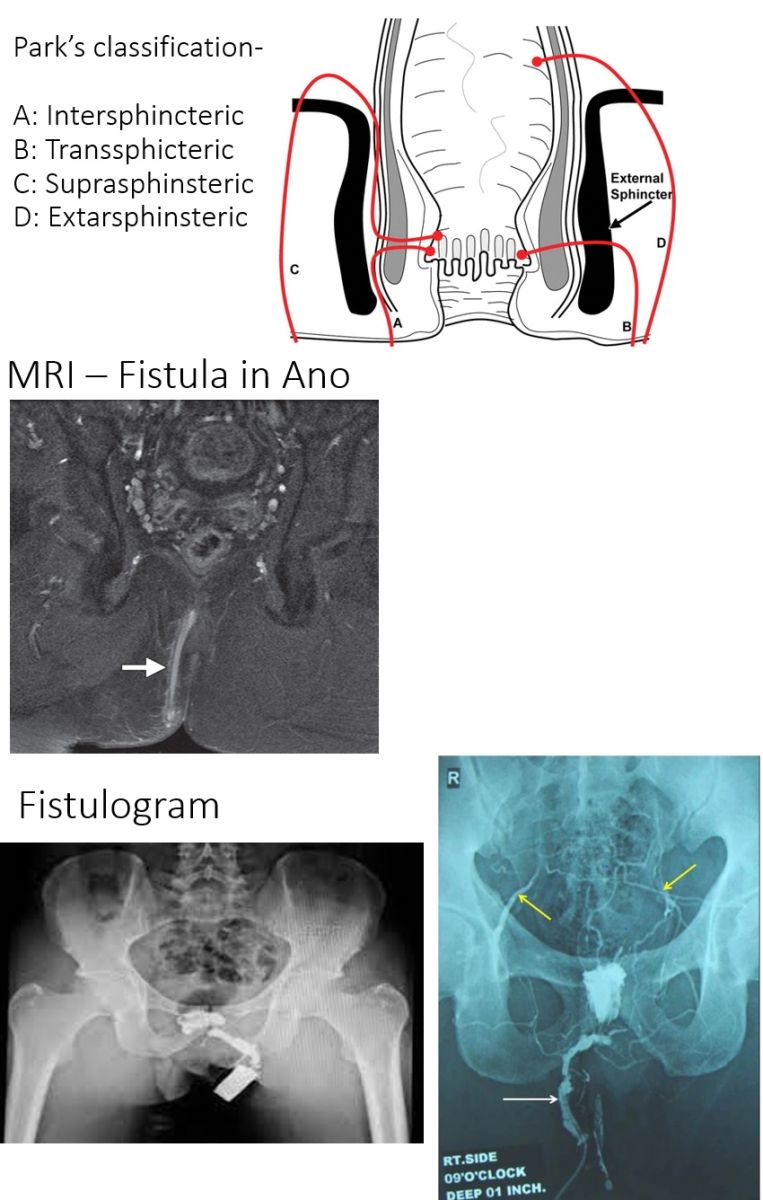 Park’s classification-
A: Intersphincteric
B: Transsphicteric
C: Suprasphinsteric
D: Extarsphinsteric
External
Sphincter
C
D
A
B
MRI – Fistula in Ano
Fistulogram
R
RT.SIDE
09'O'CLOCK
DEEP 01 INCH.